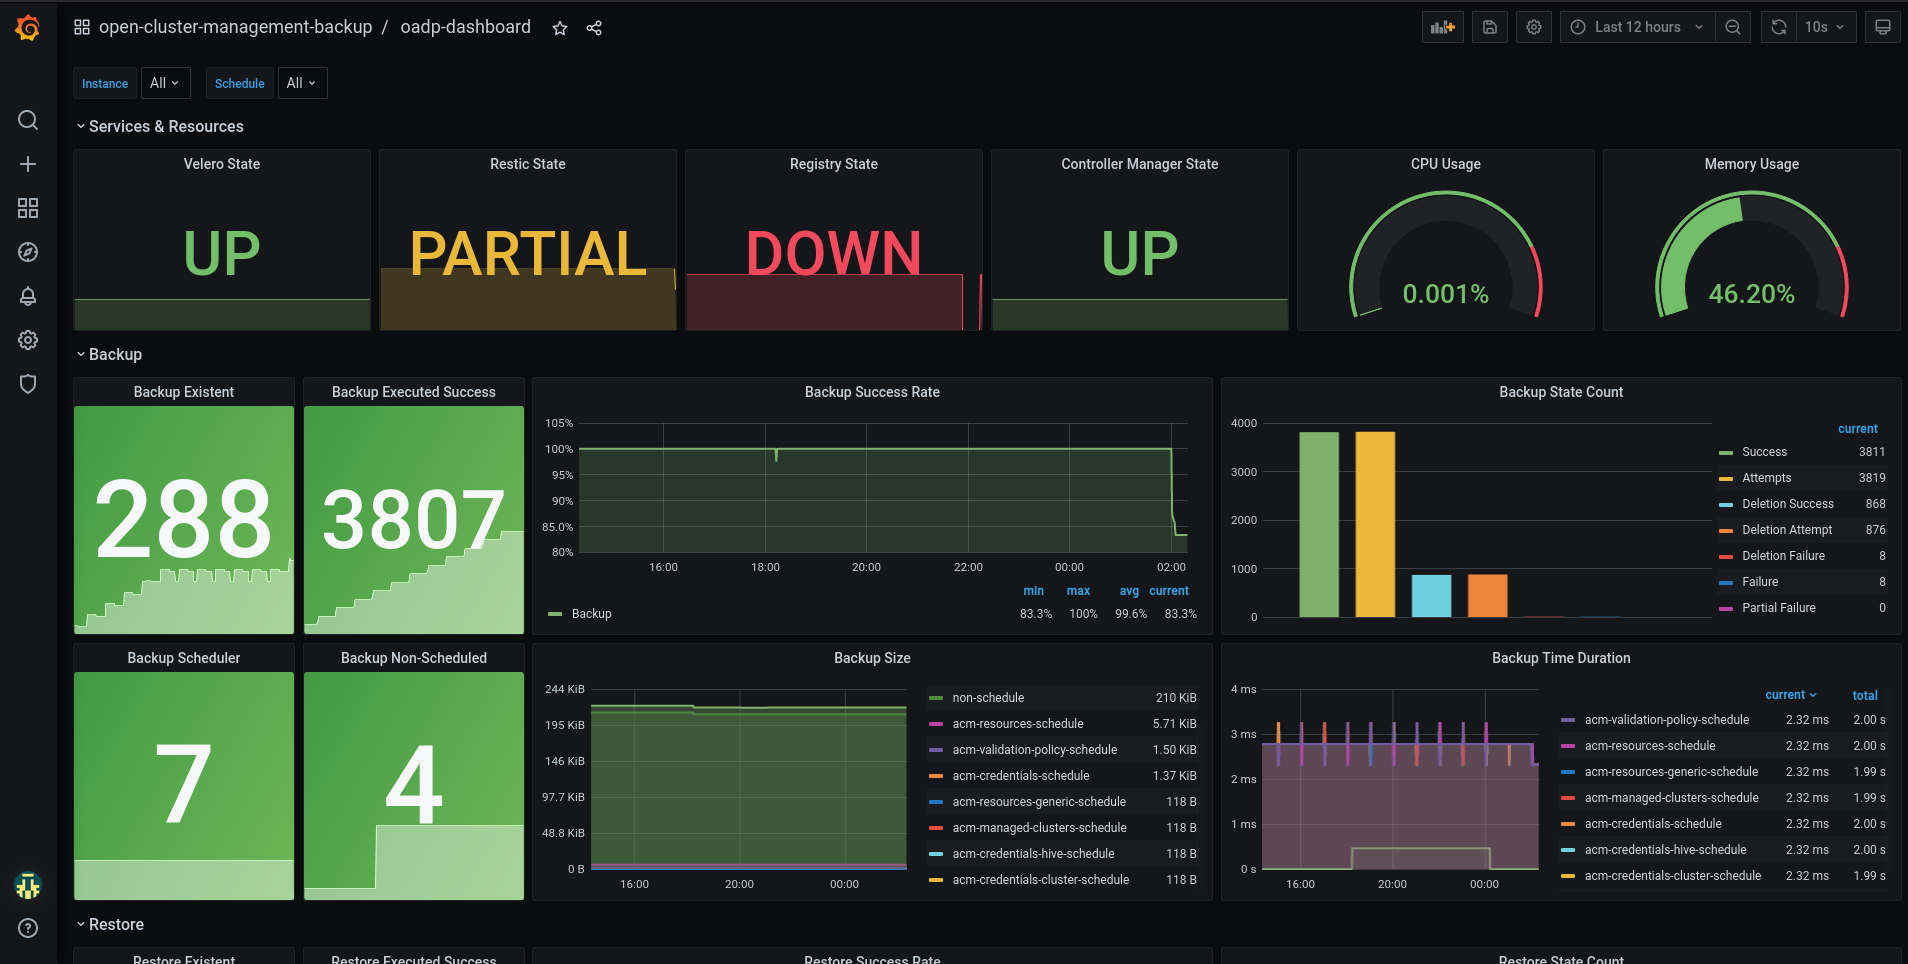 open-cluster-management-backup / oadp-dashboard
Last 12 hours
10s
Instance All Schedule All
Services & Resources
Velero State
UP
Restic State
PARTIAL
Registry State
DOWN
Controller Manager State
UP
CPU Usage
0.001%
Memory Usage
46.20%
Backup
Backup Existent
288
Backup Executed Success
3807
Backup Success Rate
105%
100%
95%
90%
85.0%
80%
16:00 18:00 20:00 22:00 00:00 02:00
min max avg current
Backup 83.3% 100% 99.6% 83.3%
Backup State Count
4000
3000
2000
1000
0
current
Success 3811
Attempts 3819
Deletion Success 868
Deletion Attempt 876
Deletion Failure 8
Failure 8
Partial Failure 0
Backup Scheduler
7
Backup Non-Scheduled
4
Backup Size
244 KiB
195 KiB
146 KiB
97.7 KiB
48.8 KiB
0 B
16:00 20:00 00:00
non-schedule 210 KiB
acm-resources-schedule 5.71 KiB
acm-validation-policy-schedule 1.50 KiB
acm-credentials-schedule 1.37 KiB
acm-resources-generic-schedule 118 B
acm-managed-clusters-schedule 118 B
acm-credentials-hive-schedule 118 B
acm-credentials-cluster-schedule 118 B
Backup Time Duration
4 ms
3 ms
2 ms
1 ms
0 s
16:00 20:00 00:00
current total
acm-validation-policy-schedule 2.32 ms 2.00 s
acm-resources-schedule 2.32 ms 2.00 s
acm-resources-generic-schedule 2.32 ms 1.99 s
acm-managed-clusters-schedule 2.32 ms 1.99 s
acm-credentials-schedule 2.32 ms 2.00 s
acm-credentials-hive-schedule 2.32 ms 2.00 s
acm-credentials-cluster-schedule 2.32 ms 1.99 s
Restore
Restore Existent
Restore Executed Success
Restore Success Rate
Restore State Count